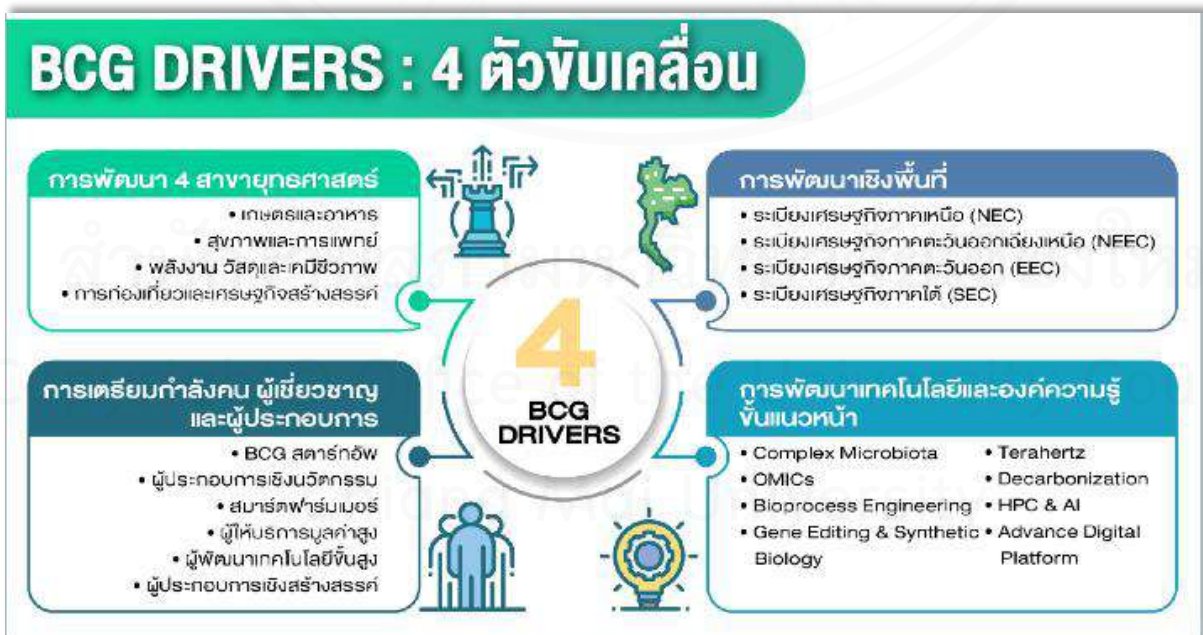 BCG DRIVERS : 4 ตัวขับเคลื่อน
การพัฒนา 4 สาขายุทธศาสตร์
• เกษตรและอาหาร
• สุขภาพและการแพทย์
• พลังงาน วัสดุและเคมีชีวภาพ
• การท่องเที่ยวและเศรษฐกิจสร้างสรรค์
การพัฒนาเชิงพื้นที่
• ระเบียงเศรษฐกิจภาคเหนือ (NEC)
• ระเบียงเศรษฐกิจภาคตะวันออกเฉียงเหนือ (NEEC)
• ระเบียงเศรษฐกิจภาคตะวันออก (EEC)
• ระเบียงเศรษฐกิจภาคใต้ (SEC)
4
BCG
DRIVERS
การเตรียมกำลังคน ผู้เชี่ยวชาญ
และผู้ประกอบการ
• BCG สตาร์ทอัพ
• ผู้ประกอบการเชิงนวัตกรรม
• สมาร์ตฟาร์มเมอร์
• ผู้ให้บริการมูลค่าสูง
• ผู้พัฒนาเทคโนโลยีขั้นสูง
• ผู้ประกอบการเชิงสร้างสรรค์
การพัฒนาเทคโนโลยีและองค์ความรู้
ขั้นแนวหน้า
• Complex Microbiota
• OMICs
• Bioprocess Engineering
• Gene Editing & Synthetic
Biology
• Terahertz
• Decarbonization
• HPC & AI
• Advance Digital
Platform